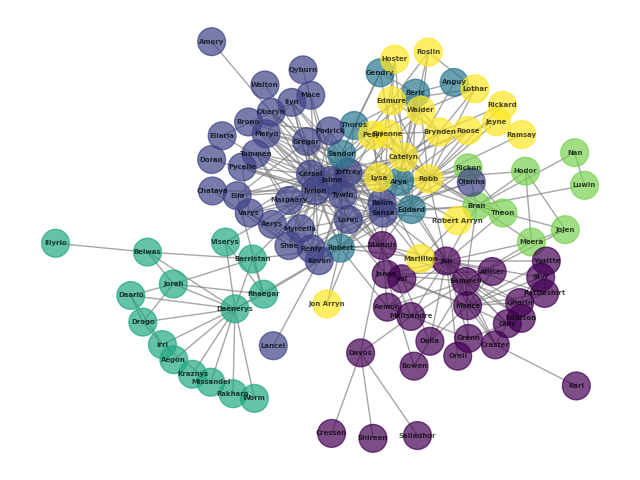 Amory
Roslin
Hoster
Gendry
Qyburn
Anguy
Walton
Lothar
Beric
Mace
Ilyn
Edmure
Rickard
Walder
Oberyn
Bronn
Jeyne
Thoros
Podrick
Roose
Brynden
Meryn
Brienne
Ramsay
Ellaria
Gregor
Nan
Tommen
Sandor
Catelyn
Doran
Pycelle
Rickon
Hodor
Cersei
Joffrey
Lysa
Robb
Jaime
Arya
Olenna
Luwin
Chataya
Tyrion
Elia
Tywin
Margaery
Balon
Bran
Eddard
Varys
Sansa
Theon
Loras
Robert Arryn
Aerys
Myrcella
Jojen
Viserys
Meera
Illyrio
Shae
Stannis
Renly
Robert
Belwas
Barristan
Kevan
Marillion
Jon
Ygritte
Alliser
Janos
Val
Styr
Samwell
Jorah
Rattleshirt
Daario
Rhaegar
Qhorin
Jon Arryn
Mance
Aemon
Daenerys
Melisandre
Eddison
Drogo
Gilly
Grenn
Dalla
Irri
Craster
Lancel
Davos
Orell
Aegon
Bowen
Kraznys
Missandei
Karl
Rakharo
Worm
Cressen
Salladhor
Shireen